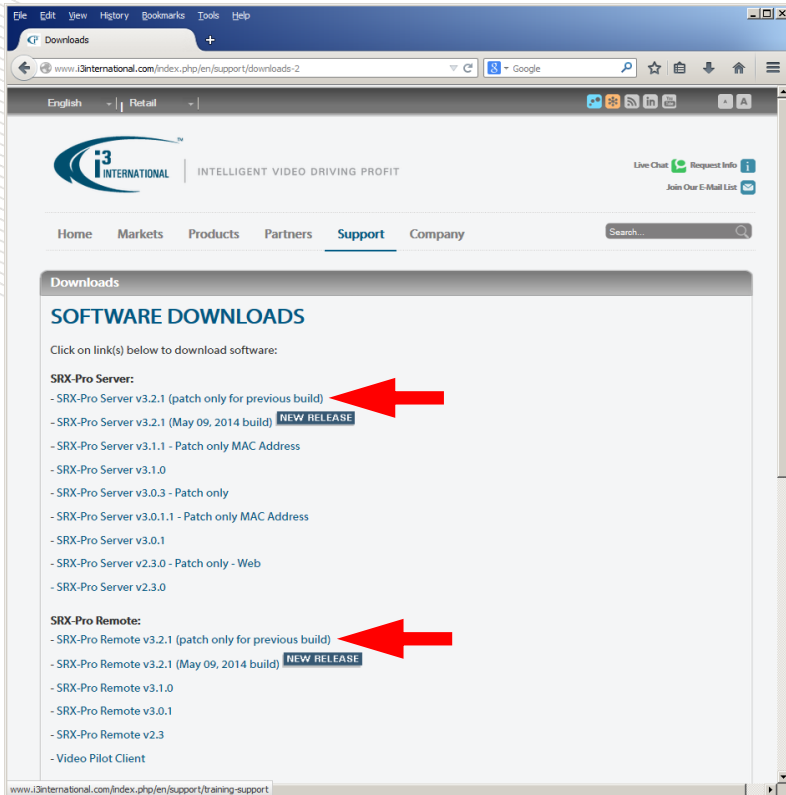 File Edit View History Bookmarks Tools Help
Downloads
www.i3international.com/index.php/en/support/downloads-2
Google
English Retail
i3 INTERNATIONAL
TM
INTELLIGENT VIDEO DRIVING PROFIT
Live Chat Request Info
Join Our E-Mail List
Home Markets Products Partners Support Company
Search...
Downloads
SOFTWARE DOWNLOADS
Click on link(s) below to download software:
SRX-Pro Server:
- SRX-Pro Server v3.2.1 (patch only for previous build)
- SRX-Pro Server v3.2.1 (May 09, 2014 build) NEW RELEASE
- SRX-Pro Server v3.1.1 - Patch only MAC Address
- SRX-Pro Server v3.1.0
- SRX-Pro Server v3.0.3 - Patch only
- SRX-Pro Server v3.0.1.1 - Patch only MAC Address
- SRX-Pro Server v3.0.1
- SRX-Pro Server v2.3.0 - Patch only - Web
- SRX-Pro Server v2.3.0
SRX-Pro Remote:
- SRX-Pro Remote v3.2.1 (patch only for previous build)
- SRX-Pro Remote v3.2.1 (May 09, 2014 build) NEW RELEASE
- SRX-Pro Remote v3.1.0
- SRX-Pro Remote v3.0.1
- SRX-Pro Remote v2.3
- Video Pilot Client
www.i3international.com/index.php/en/support/training-support